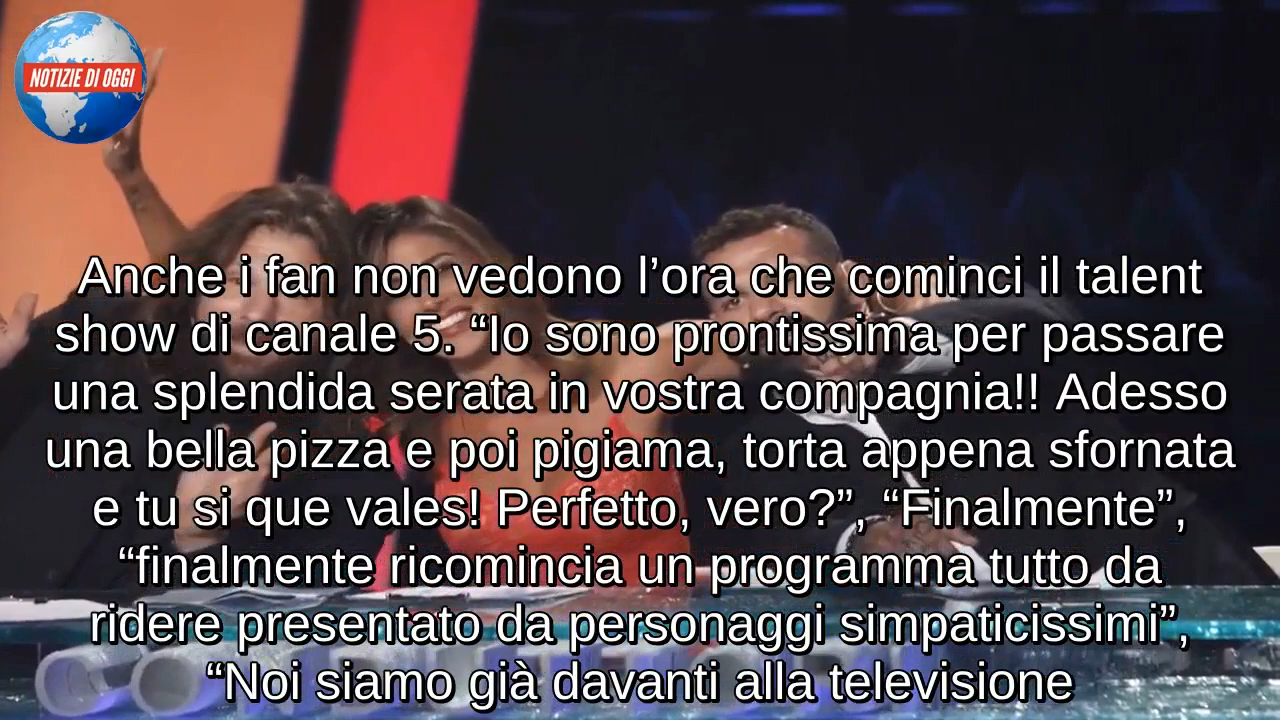 NOTIZIE DI OGGI
Anche i fan non vedono l’ora che cominci il talent
show di canale 5. “Io sono prontissima per passare
una splendida serata in vostra compagnia!! Adesso
una bella pizza e poi pigiama, torta appena sfornata
e tu si que vales! Perfetto, vero?”, “Finalmente”,
“finalmente ricomincia un programma tutto da
ridere presentato da personaggi simpaticissimi”,
“Noi siamo già davanti alla televisione